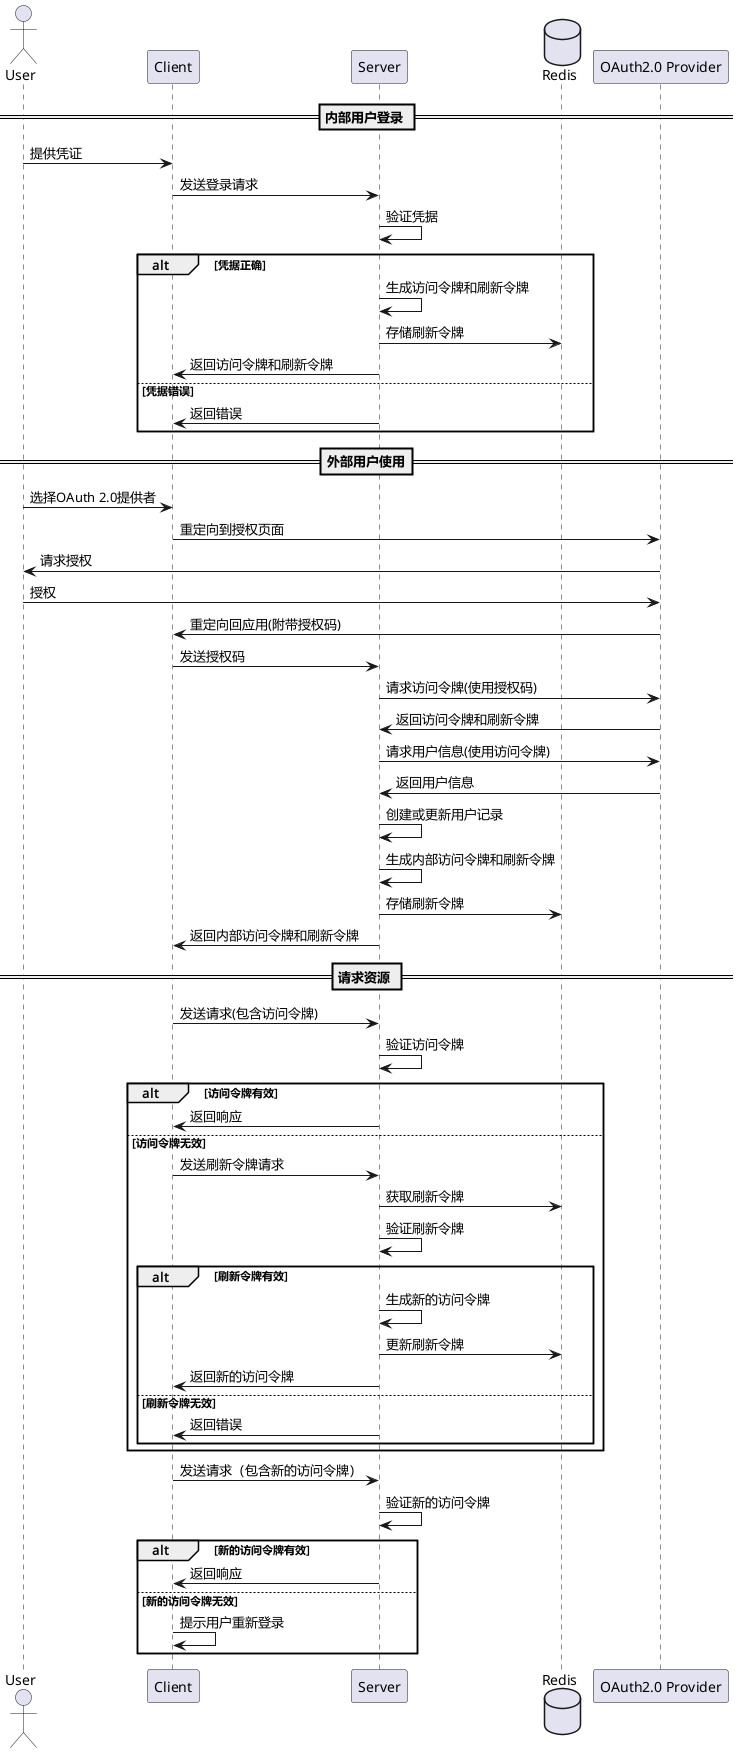 User
Client
Server
Redis
OAuth2.0 Provider
内部用户登录
提供凭证
发送登录请求
验证凭据
alt [凭据正确]
生成访问令牌和刷新令牌
存储刷新令牌
返回访问令牌和刷新令牌
[凭据错误]
返回错误
外部用户使用
选择OAuth 2.0提供者
重定向到授权页面
请求授权
授权
重定向回应用(附带授权码)
发送授权码
请求访问令牌(使用授权码)
返回访问令牌和刷新令牌
请求用户信息(使用访问令牌)
返回用户信息
创建或更新用户记录
生成内部访问令牌和刷新令牌
存储刷新令牌
返回内部访问令牌和刷新令牌
请求资源
发送请求(包含访问令牌)
验证访问令牌
alt [访问令牌有效]
返回响应
[访问令牌无效]
发送刷新令牌请求
获取刷新令牌
验证刷新令牌
alt [刷新令牌有效]
生成新的访问令牌
更新刷新令牌
返回新的访问令牌
[刷新令牌无效]
返回错误
发送请求（包含新的访问令牌）
验证新的访问令牌
alt [新的访问令牌有效]
返回响应
[新的访问令牌无效]
提示用户重新登录
User
Client
Server
Redis
OAuth2.0 Provider